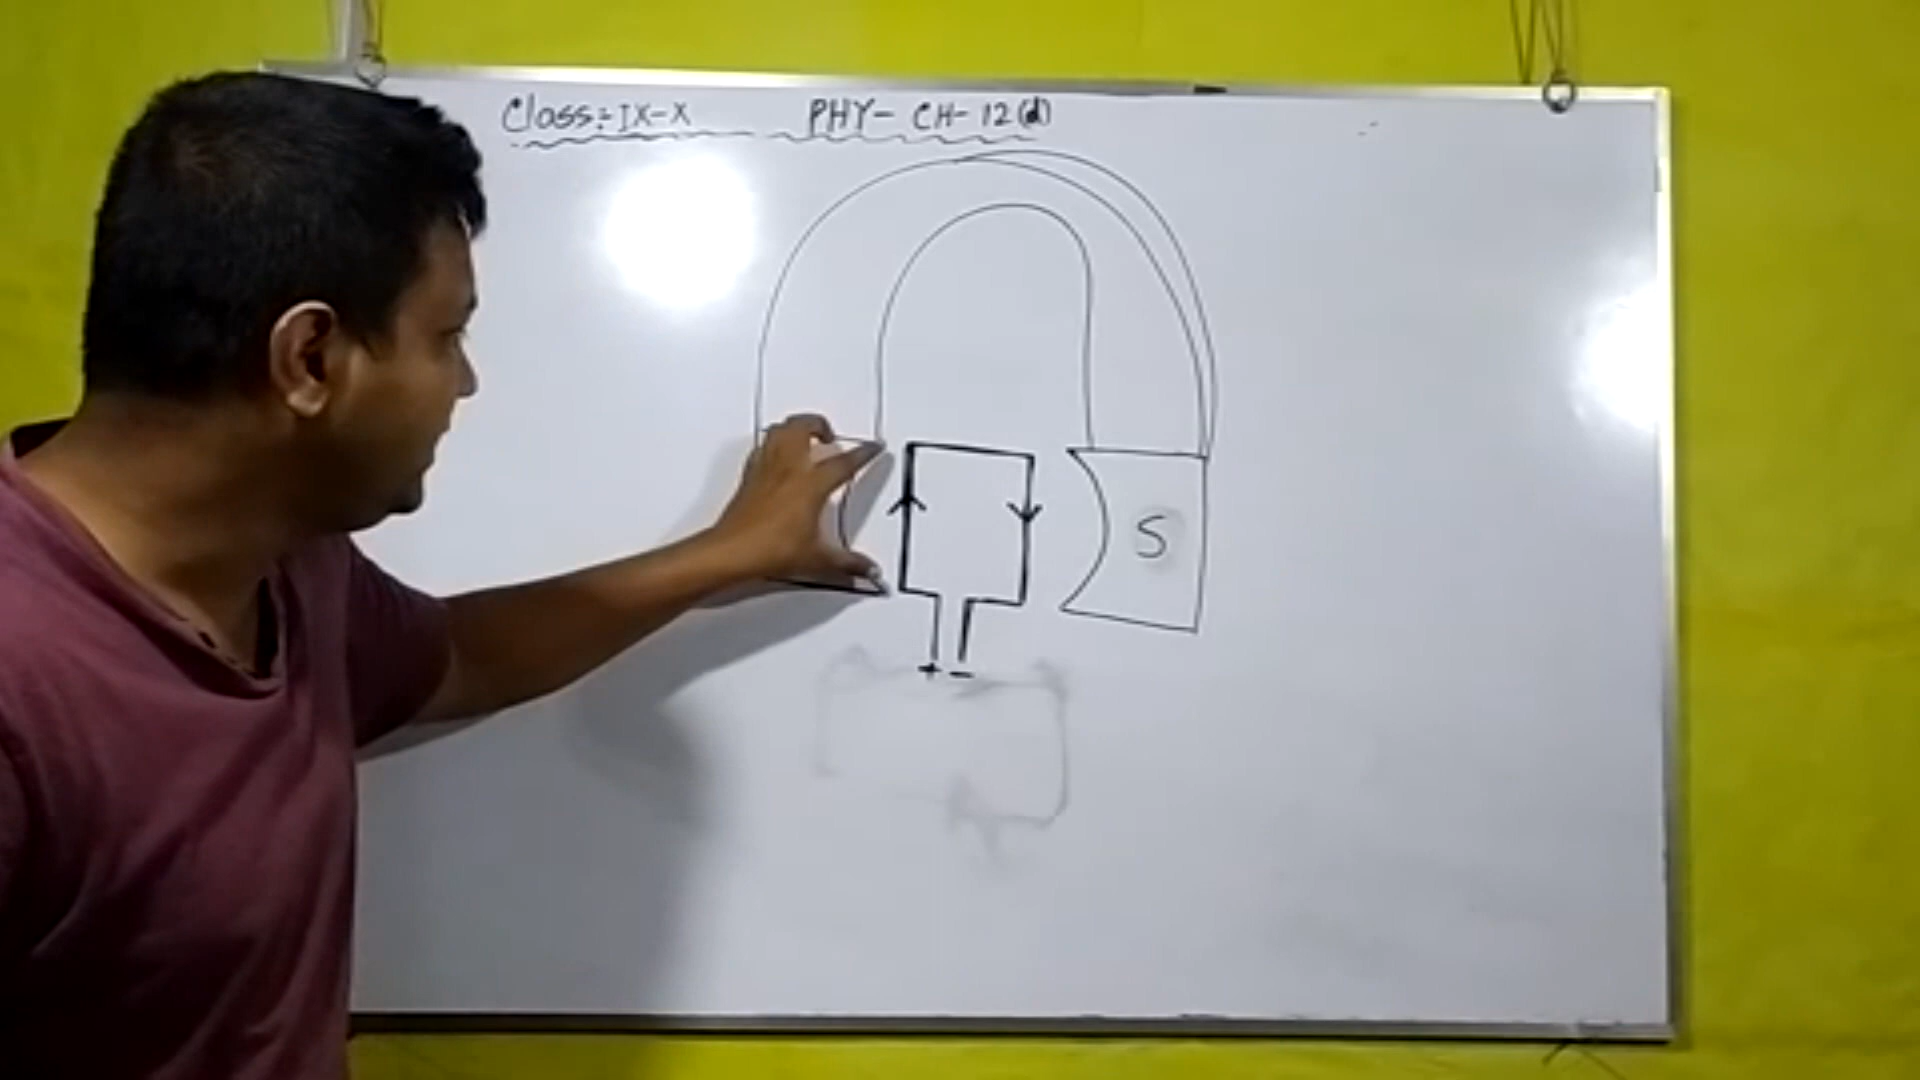 Class:- IX-X PHY- CH- 12 (d)
S
+ -